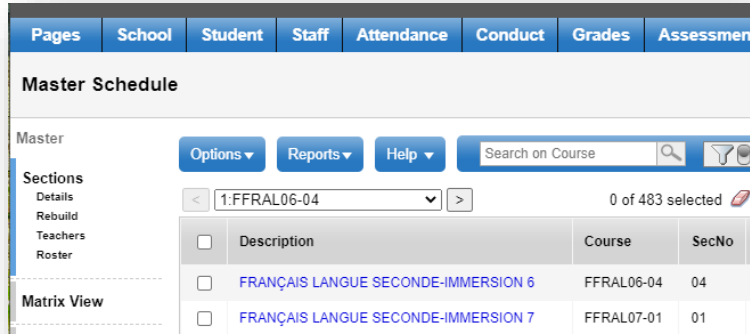 Pages School Student Staff Attendance Conduct Grades Assessmen
Master Schedule
Master
Sections
Details
Rebuild
Teachers
Roster
Matrix View
Options Reports Help Search on Course
< 1:FFRAL06-04 > 0 of 483 selected
Description Course SecNo
FRANÇAIS LANGUE SECONDE-IMMERSION 6 FFRAL06-04 04
FRANÇAIS LANGUE SECONDE-IMMERSION 7 FFRAL07-01 01